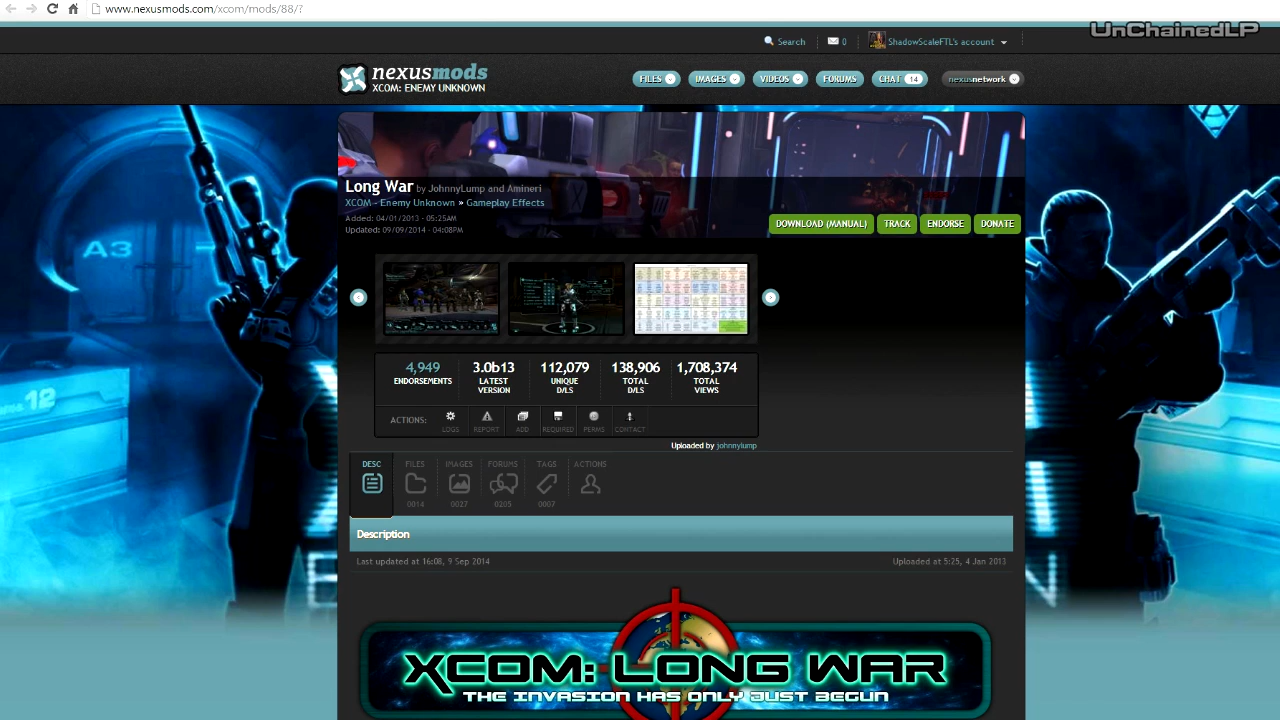 www.nexusmods.com/xcom/mods/88/?
UnChainedLP
Search
0
ShadowScaleFTL's account
nexusmods
XCOM: ENEMY UNKNOWN
FILES IMAGES VIDEOS FORUMS CHAT 14 nexusnetwork
A3
12
Long War by JohnnyLump and Amineri
XCOM - Enemy Unknown » Gameplay Effects
Added: 04/01/2013 - 05:25AM
Updated: 09/09/2014 - 04:08PM
DOWNLOAD (MANUAL) TRACK ENDORSE DONATE
4,949 3.0b13 112,079 138,906 1,708,374
ENDORSEMENTS LATEST UNIQUE TOTAL TOTAL
VERSION D/LS D/LS VIEWS
ACTIONS: LOGS REPORT ADD REQUIRED PERMS CONTACT
Uploaded by johnnylump
DESC FILES IMAGES FORUMS TAGS ACTIONS
0014 0027 0205 0007
Description
Last updated at 16:08, 9 Sep 2014 Uploaded at 5:25, 4 Jan 2013
XCOM: LONG WAR
THE INVASION HAS ONLY JUST BEGUN